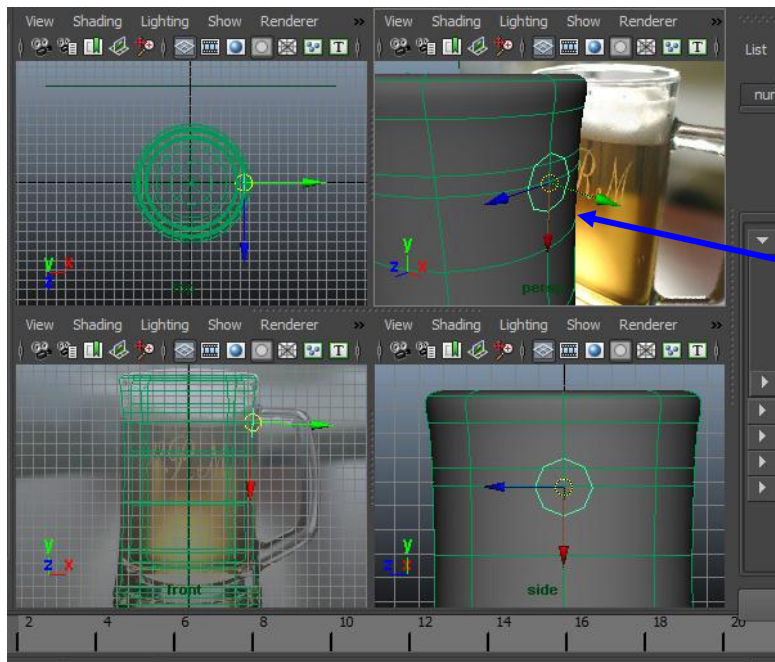 View Shading Lighting Show Renderer »
View Shading Lighting Show Renderer »
List
T
T
R.M
y
x
z
y
z x
persp
View Shading Lighting Show Renderer »
View Shading Lighting Show Renderer »
T
T
R.M
y
z x
front
y
z
side
2 4 6 8 10 12 14 16 18 20